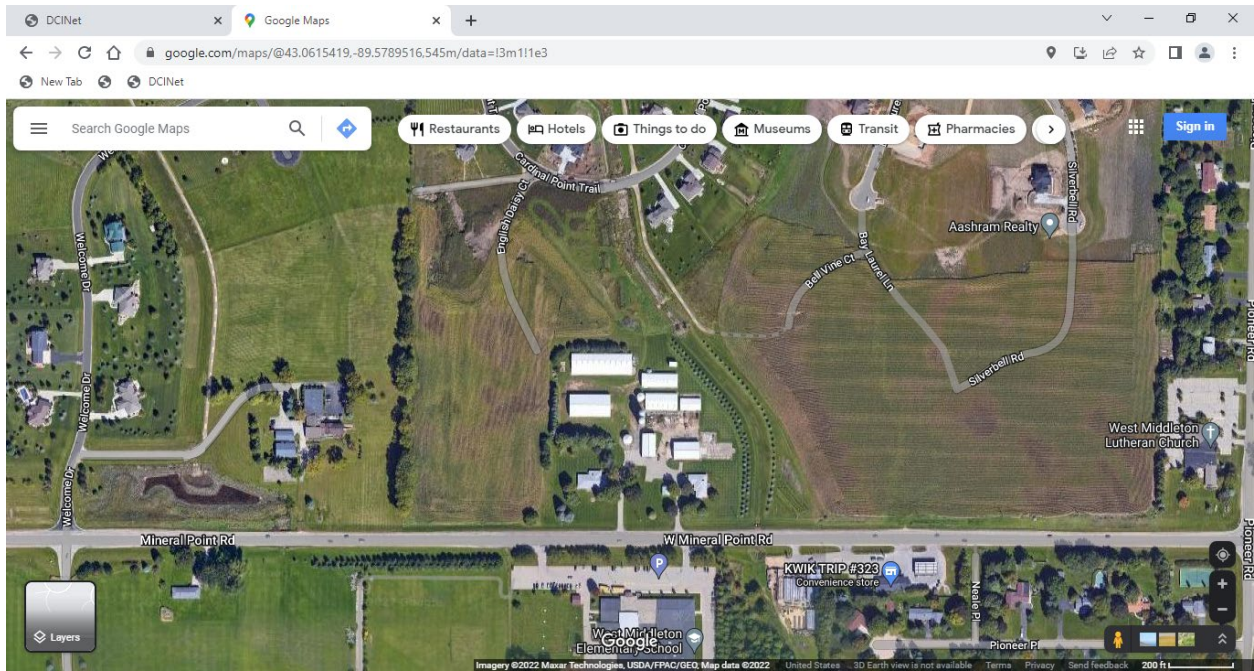 DCINet
Google Maps
google.com/maps/@43.0615419,-89.5789516,545m/data=!3m1!1e3
New Tab
DCINet
Search Google Maps
Restaurants
Hotels
Things to do
Museums
Transit
Pharmacies
Sign in
Cardinal Point Trail
English Daisy Ct
Silverbell Rd
Aashram Realty
Welcome Dr
Bell Vine Ct
Bay Laurel Ln
Pioneer Rd
Silverbell Rd
Welcome Dr
West Middleton
Lutheran Church
Welcome Dr
Mineral Point Rd
W Mineral Point Rd
Pioneer Rd
P
KWIK TRIP #323
Convenience store
Neale Pl
Layers
West Middleton
Elementary School
Google
Pioneer Pl
Imagery ©2022 Maxar Technologies, USDA/FPAC/GEO, Map data ©2022 United States 3D Earth view is not available Terms Privacy Send feedback 200 ft